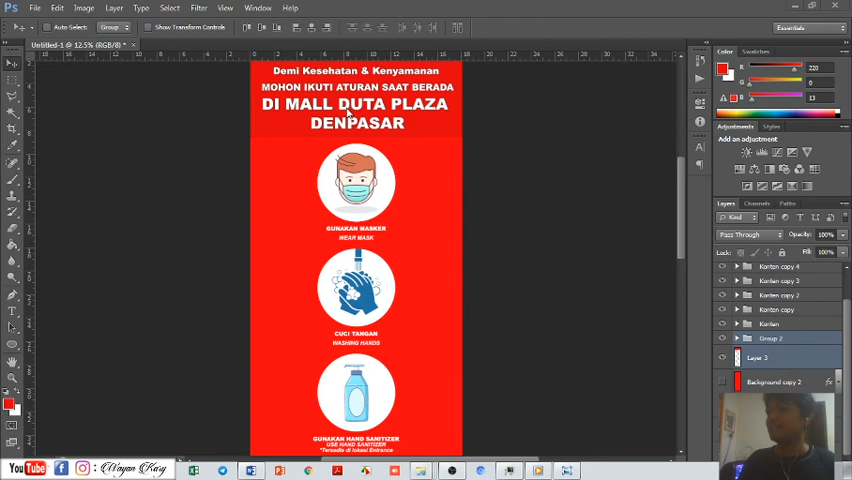 Ps File Edit Image Layer Type Select Filter View Window Help
Auto-Select: Group Show Transform Controls Essentials
Untitled-1 @ 12.5% (RGB/8) *
Demi Kesehatan & Kenyamanan
MOHON IKUTI ATURAN SAAT BERADA
DI MALL DUTA PLAZA
DENPASAR
GUNAKAN MASKER
WEAR MASK
CUCI TANGAN
WASHING HANDS
GUNAKAN HAND SANITIZER
USE HAND SANITIZER
*Tersedia di lokasi Entrance
Color Swatches
R 220
G 0
B 13
Adjustments Styles
Add an adjustment
Layers Channels Paths
Kind
Pass Through Opacity: 100%
Lock: Fill: 100%
Konten copy 4
Konten copy 3
Konten copy 2
Konten copy
Konten
Group 2
Layer 3
Background copy 2 fx
YouTube Wayan Kary